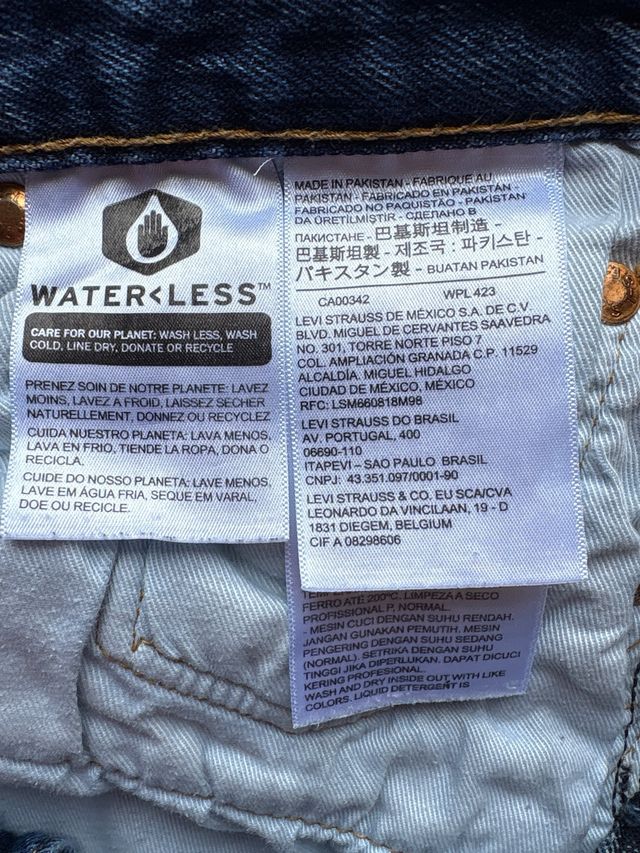 WATER<LESS™
CARE FOR OUR PLANET: WASH LESS, WASH
COLD, LINE DRY, DONATE OR RECYCLE
PRENEZ SOIN DE NOTRE PLANETE: LAVEZ
MOINS, LAVEZ A FROID, LAISSEZ SECHER
NATURELLEMENT, DONNEZ OU RECYCLEZ
CUIDA NUESTRO PLANETA: LAVA MENOS,
LAVA EN FRIO, TIENDE LA ROPA, DONA O
RECICLA.
CUIDE DO NOSSO PLANETA: LAVE MENOS,
LAVE EM ÁGUA FRIA, SEQUE EM VARAL,
DOE OU RECICLE.
MADE IN PAKISTAN - FABRIQUE AU
PAKISTAN - FABRICADO EN PAKISTAN -
FABRICADO NO PAQUISTÃO - PAKISTAN
DA ÜRETILMIŞTIR - СДЕЛАНО В
ПАКИСТАНЕ - 巴基斯坦制造 -
巴基斯坦製 - 제조국 : 파키스탄 -
パキスタン製 - BUATAN PAKISTAN
CA00342 WPL 423
LEVI STRAUSS DE MÉXICO S.A. DE C.V.
BLVD. MIGUEL DE CERVANTES SAAVEDRA
NO. 301, TORRE NORTE PISO 7
COL. AMPLIACIÓN GRANADA C.P. 11529
ALCALDÍA. MIGUEL HIDALGO
CIUDAD DE MÉXICO, MÉXICO
RFC: LSM660818M98
LEVI STRAUSS DO BRASIL
AV. PORTUGAL, 400
06690-110
ITAPEVI – SAO PAULO BRASIL
CNPJ: 43.351.097/0001-90
LEVI STRAUSS & CO. EU SCA/CVA
LEONARDO DA VINCILAAN, 19 - D
1831 DIEGEM, BELGIUM
CIF A 08298606
FERRO ATÉ 200ºC. LIMPEZA A SECO
PROFISSIONAL P, NORMAL.
- MESIN CUCI DENGAN SUHU RENDAH.
JANGAN GUNAKAN PEMUTIH. MESIN
PENGERING DENGAN SUHU SEDANG
(NORMAL). SETRIKA DENGAN SUHU
TINGGI JIKA DIPERLUKAN. DAPAT DICUCI
KERING PROFESIONAL.
WASH AND DRY INSIDE OUT WITH LIKE
COLORS. LIQUID DETERGENT IS